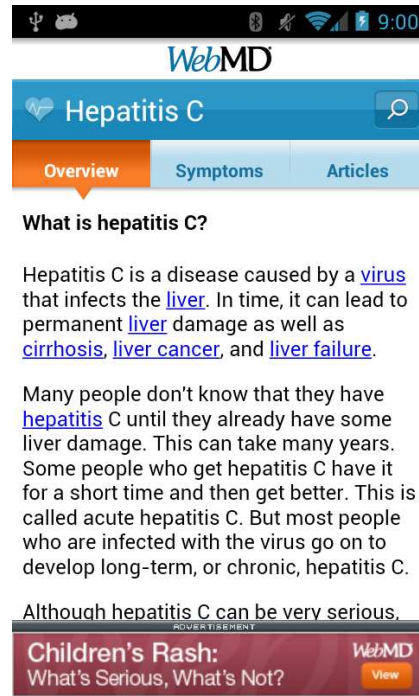 9:00
WebMD
Hepatitis C
Overview
Symptoms
Articles
What is hepatitis C?
Hepatitis C is a disease caused by a virus
that infects the liver. In time, it can lead to
permanent liver damage as well as
cirrhosis, liver cancer, and liver failure.
Many people don't know that they have
hepatitis C until they already have some
liver damage. This can take many years.
Some people who get hepatitis C have it
for a short time and then get better. This is
called acute hepatitis C. But most people
who are infected with the virus go on to
develop long-term, or chronic, hepatitis C.
Although hepatitis C can be very serious,
ADVERTISEMENT
Children's Rash:
What's Serious, What's Not?
WebMD
View